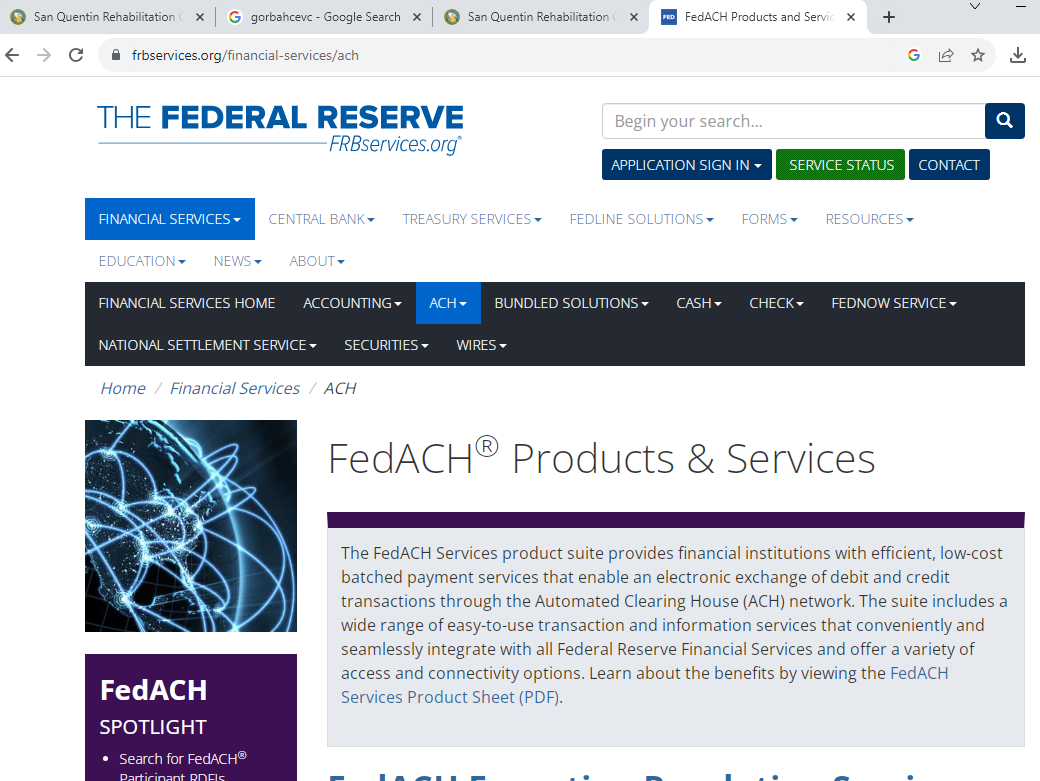 San Quentin Rehabilitation
gorbahcevc - Google Search
San Quentin Rehabilitation
FED
FedACH Products and Servic
frbservices.org/financial-services/ach
THE FEDERAL RESERVE
FRBservices.org®
Begin your search...
APPLICATION SIGN IN
SERVICE STATUS
CONTACT
FINANCIAL SERVICES
CENTRAL BANK
TREASURY SERVICES
FEDLINE SOLUTIONS
FORMS
RESOURCES
EDUCATION
NEWS
ABOUT
FINANCIAL SERVICES HOME
ACCOUNTING
ACH
BUNDLED SOLUTIONS
CASH
CHECK
FEDNOW SERVICE
NATIONAL SETTLEMENT SERVICE
SECURITIES
WIRES
Home / Financial Services / ACH
FedACH® Products & Services
The FedACH Services product suite provides financial institutions with efficient, low-cost
batched payment services that enable an electronic exchange of debit and credit
transactions through the Automated Clearing House (ACH) network. The suite includes a
wide range of easy-to-use transaction and information services that conveniently and
seamlessly integrate with all Federal Reserve Financial Services and offer a variety of
access and connectivity options. Learn about the benefits by viewing the FedACH
Services Product Sheet (PDF).
FedACH
SPOTLIGHT
• Search for FedACH®
Participant RDFIs